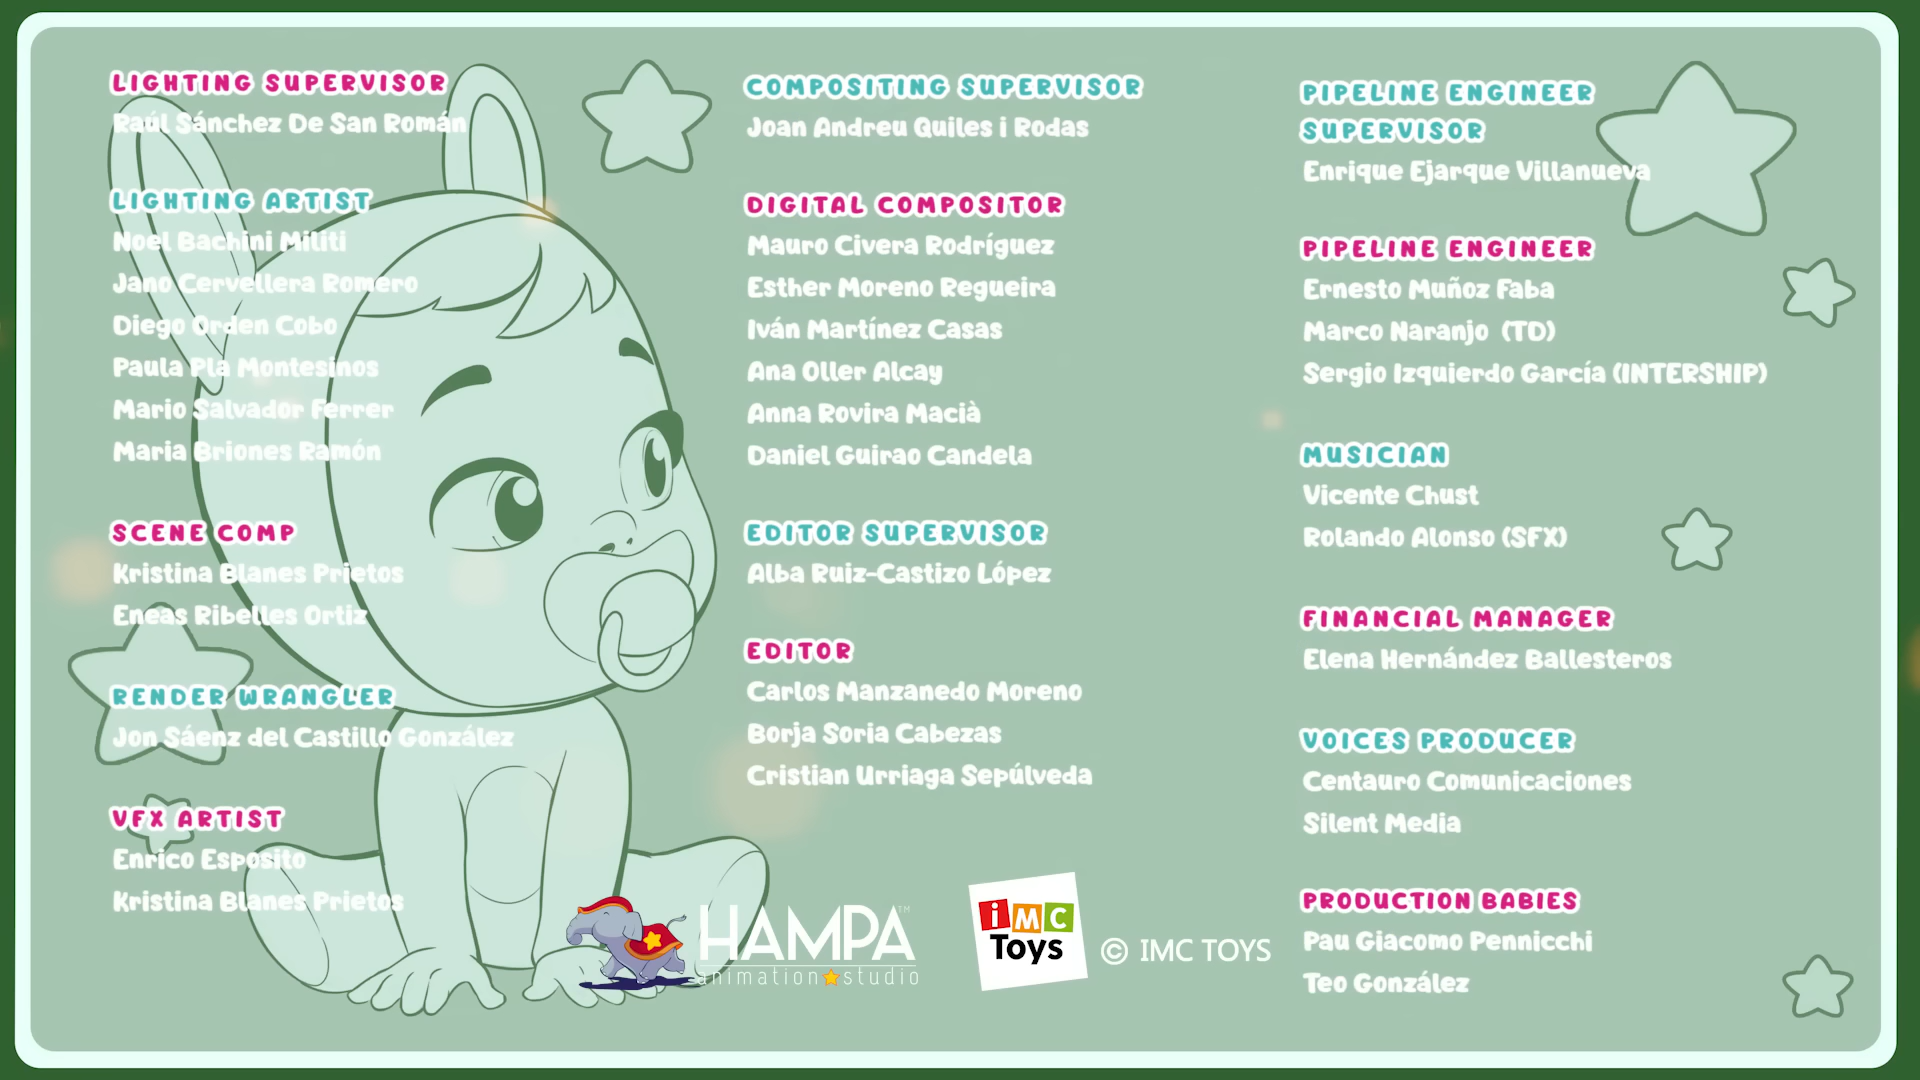 LIGHTING SUPERVISOR
Raúl Sánchez De San Román
LIGHTING ARTIST
Noel Bachini Militi
Jano Cervellera Romero
Diego Orden Cobo
Paula Pla Montesinos
Mario Salvador Ferrer
Maria Briones Ramón
SCENE COMP
Kristina Blanes Prietos
Eneas Ribelles Ortiz
RENDER WRANGLER
Jon Sáenz del Castillo González
VFX ARTIST
Enrico Esposito
Kristina Blanes Prietos
COMPOSITING SUPERVISOR
Joan Andreu Quiles i Rodas
DIGITAL COMPOSITOR
Mauro Civera Rodríguez
Esther Moreno Regueira
Iván Martínez Casas
Ana Oller Alcay
Anna Rovira Macià
Daniel Guirao Candela
EDITOR SUPERVISOR
Alba Ruiz-Castizo López
EDITOR
Carlos Manzanedo Moreno
Borja Soria Cabezas
Cristian Urriaga Sepúlveda
HAMPA™
animation studio
iMC
Toys
© IMC TOYS
PIPELINE ENGINEER
SUPERVISOR
Enrique Ejarque Villanueva
PIPELINE ENGINEER
Ernesto Muñoz Faba
Marco Naranjo (TD)
Sergio Izquierdo García (INTERSHIP)
MUSICIAN
Vicente Chust
Rolando Alonso (SFX)
FINANCIAL MANAGER
Elena Hernández Ballesteros
VOICES PRODUCER
Centauro Comunicaciones
Silent Media
PRODUCTION BABIES
Pau Giacomo Pennicchi
Teo González